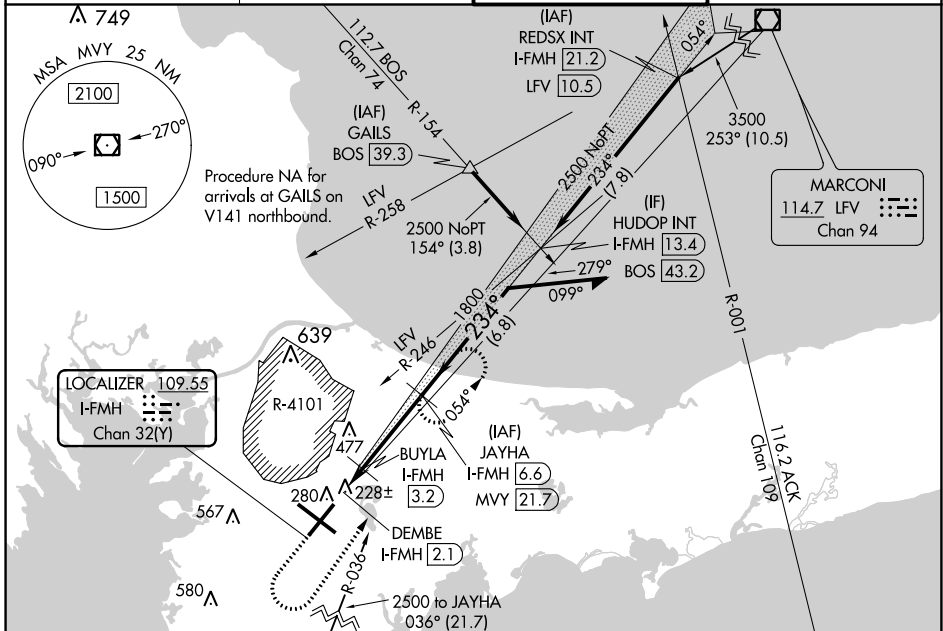 749
MSA MVY 25 NM
2100
270°
090°
1500
Procedure NA for
arrivals at GAILS on
V141 northbound.
112.7 BOS
Chan 74
R-154
(IAF)
GAILS
BOS 39.3
LFV
R-258
2500 NoPT
154° (3.8)
(IAF)
REDSX INT
I-FMH 21.2
LFV 10.5
054°
3500
253° (10.5)
2500 NoPT
234°
(7.8)
MARCONI
114.7 LFV
Chan 94
(IF)
HUDOP INT
I-FMH 13.4
BOS 43.2
279°
099°
R-001
116.2 ACK
Chan 109
1800
234°
(6.8)
LFV
R-246
054°
639
R-4101
LOCALIZER 109.55
I-FMH
Chan 32(Y)
477
BUYLA
I-FMH
3.2
(IAF)
JAYHA
I-FMH 6.6
MVY 21.7
280
228±
567
DEMBE
I-FMH 2.1
R-036
580
2500 to JAYHA
036° (21.7)